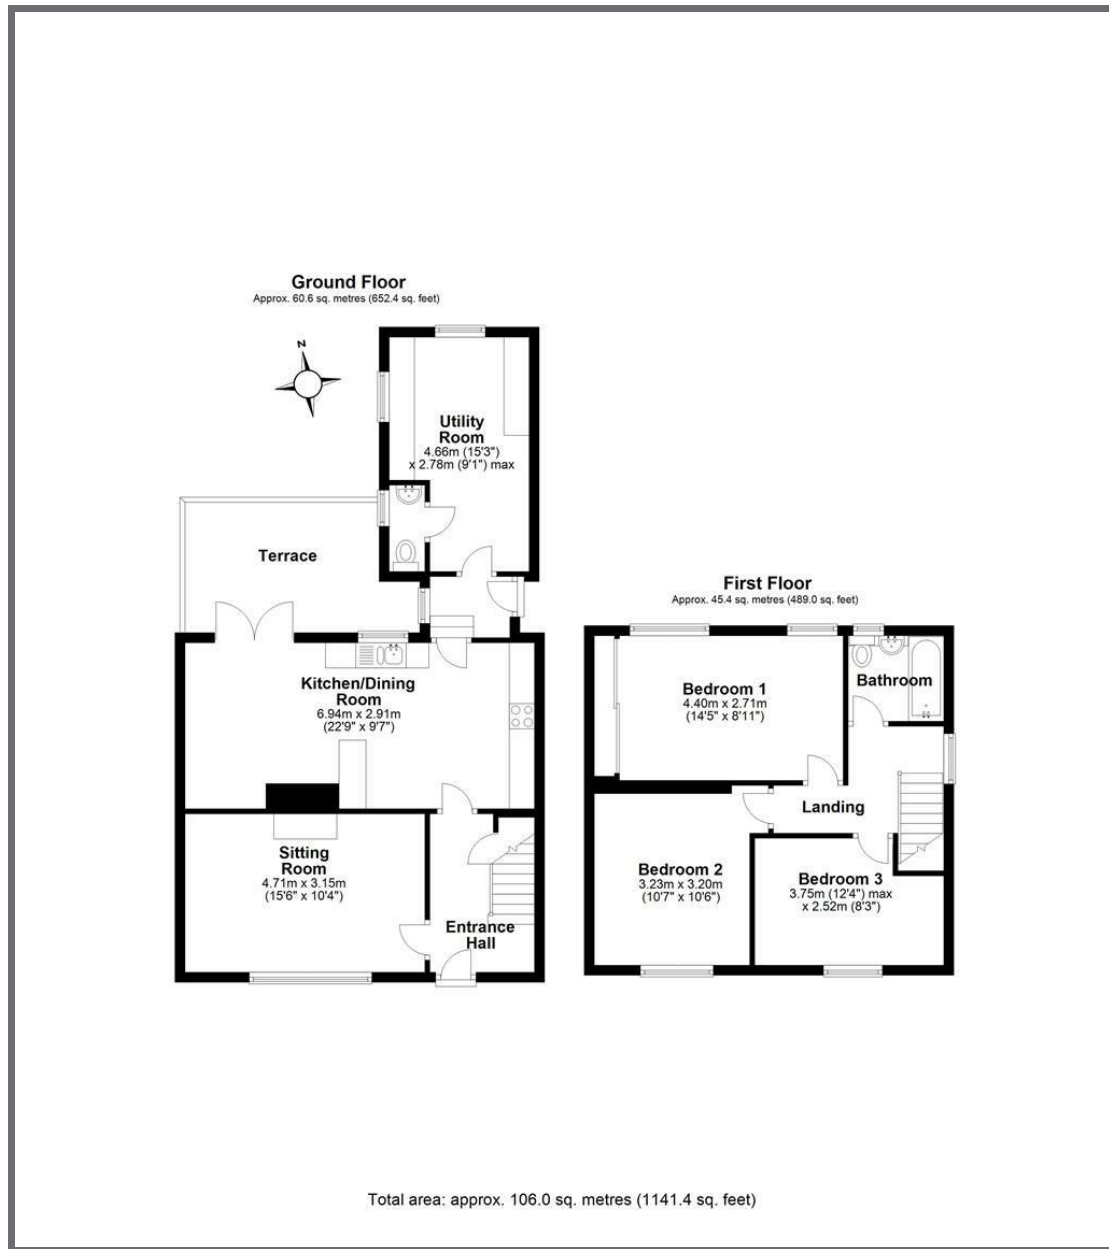 Ground Floor
Approx. 60.6 sq. metres (652.4 sq. feet)
N
Utility
Room
4.66m (15'3")
x 2.78m (9'1") max
Terrace
Kitchen/Dining
Room
6.94m x 2.91m
(22'9" x 9'7")
Sitting
Room
4.71m x 3.15m
(15'6" x 10'4")
Entrance
Hall
First Floor
Approx. 45.4 sq. metres (489.0 sq. feet)
Bedroom 1
4.40m x 2.71m
(14'5" x 8'11")
Bathroom
Landing
Bedroom 2
3.23m x 3.20m
(10'7" x 10'6")
Bedroom 3
3.75m (12'4") max
x 2.52m (8'3")
Total area: approx. 106.0 sq. metres (1141.4 sq. feet)